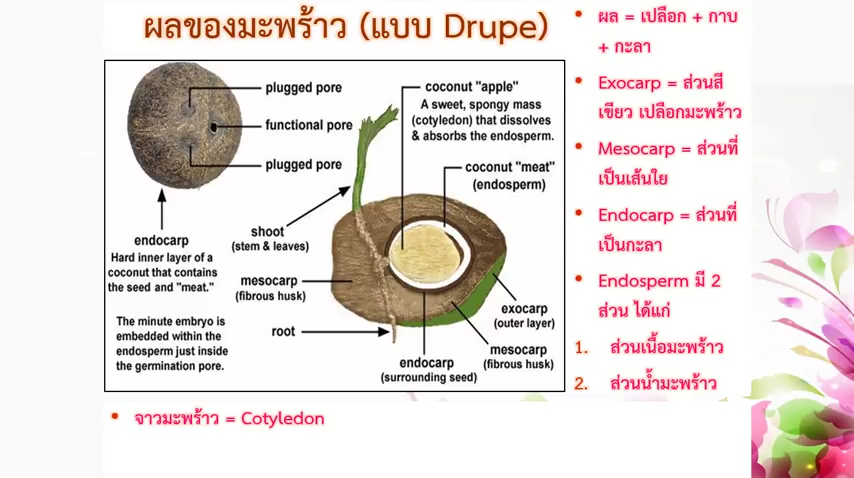 ผลของมะพร้าว (แบบ Drupe)
plugged pore
functional pore
plugged pore
endocarp
Hard inner layer of a
coconut that contains
the seed and "meat."
The minute embryo is
embedded within the
endosperm just inside
the germination pore.
coconut "apple"
A sweet, spongy mass
(cotyledon) that dissolves
& absorbs the endosperm.
coconut "meat"
(endosperm)
shoot
(stem & leaves)
mesocarp
(fibrous husk)
root
exocarp
(outer layer)
mesocarp
(fibrous husk)
endocarp
(surrounding seed)
• ผล = เปลือก + กาบ
+ กะลา
• Exocarp = ส่วนสี
เขียว เปลือกมะพร้าว
• Mesocarp = ส่วนที่
เป็นเส้นใย
• Endocarp = ส่วนที่
เป็นกะลา
• Endosperm มี 2
ส่วน ได้แก่
1. ส่วนเนื้อมะพร้าว
2. ส่วนน้ำมะพร้าว
• จาวมะพร้าว = Cotyledon